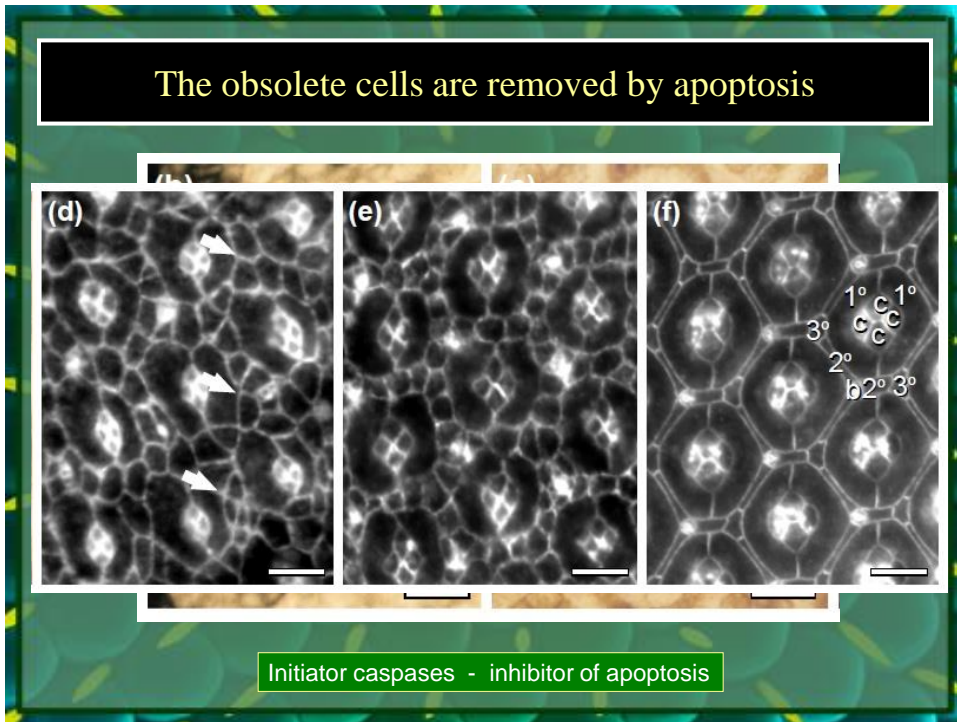 The obsolete cells are removed by apoptosis
(d)
(e)
(f)
1º
c
1º
c
c
c
3º
2º
b2º 3º
Initiator caspases - inhibitor of apoptosis